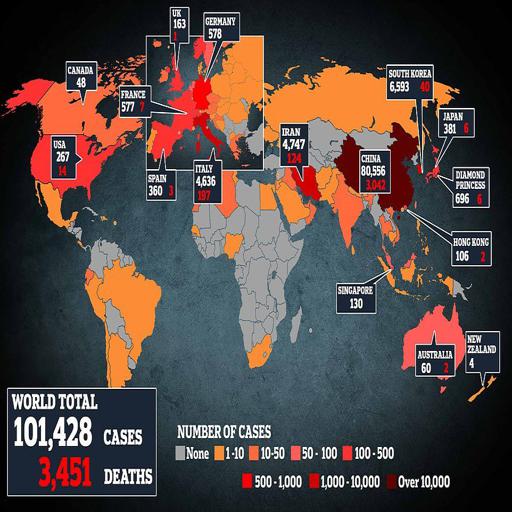 UK
163
1
GERMANY
578
CANADA
48
FRANCE
577 7
SOUTH KOREA
6,593 40
JAPAN
381 6
USA
267
14
IRAN
4,747
124
CHINA
80,556
3,042
SPAIN
360 3
ITALY
4,636
197
DIAMOND
PRINCESS
696 6
HONG KONG
106 2
SINGAPORE
130
AUSTRALIA
60 2
NEW
ZEALAND
4
WORLD TOTAL
101,428 CASES
3,451 DEATHS
NUMBER OF CASES
None 1-10 10-50 50 - 100 100 - 500
500 - 1,000 1,000 - 10,000 Over 10,000